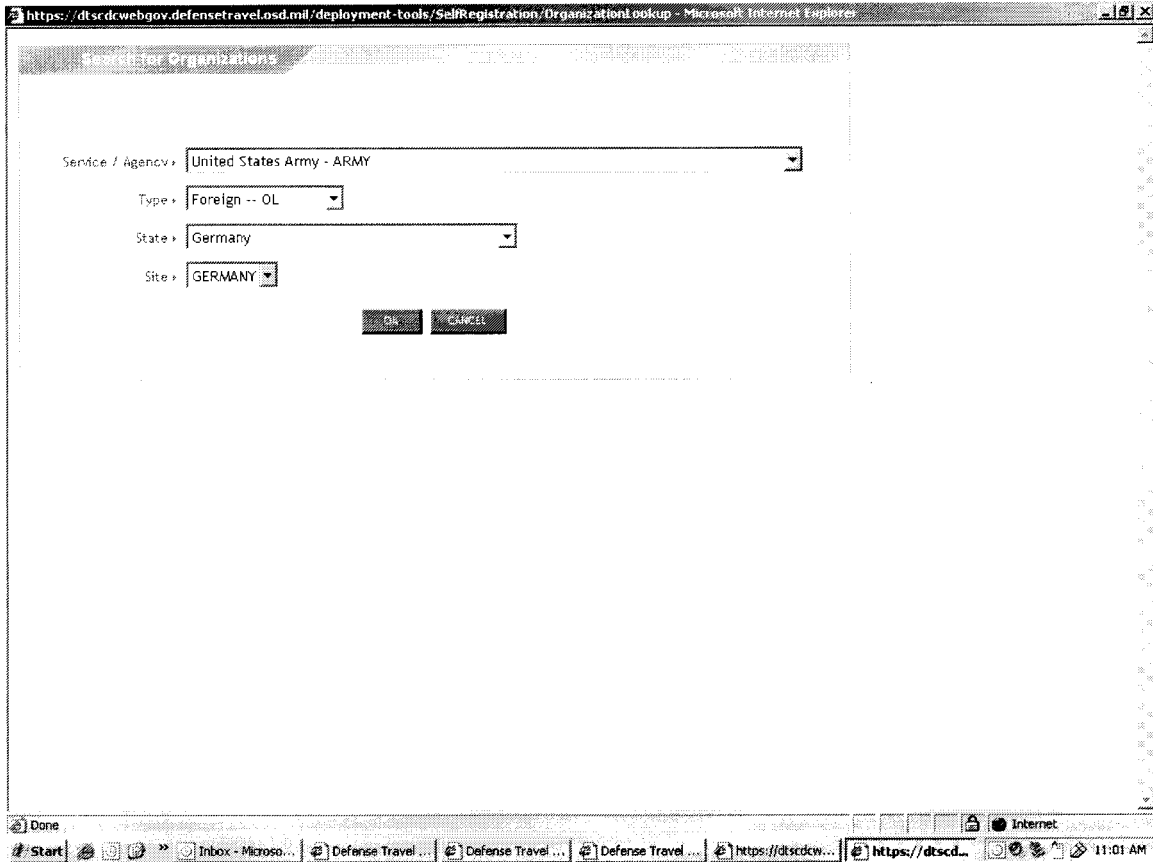 https://dtscdcwebgov.defensetravel.osd.mil/deployment-tools/SelfRegistration/OrganizationLookup - Microsoft Internet Explorer
Search for Organizations
Service / Agency United States Army - ARMY
Type Foreign -- OL
State Germany
Site GERMANY
OK CANCEL
Done Internet
Start » Inbox - Microso... Defense Travel ... Defense Travel ... Defense Travel ... https://dtscdcw... https://dtscd... 11:01 AM